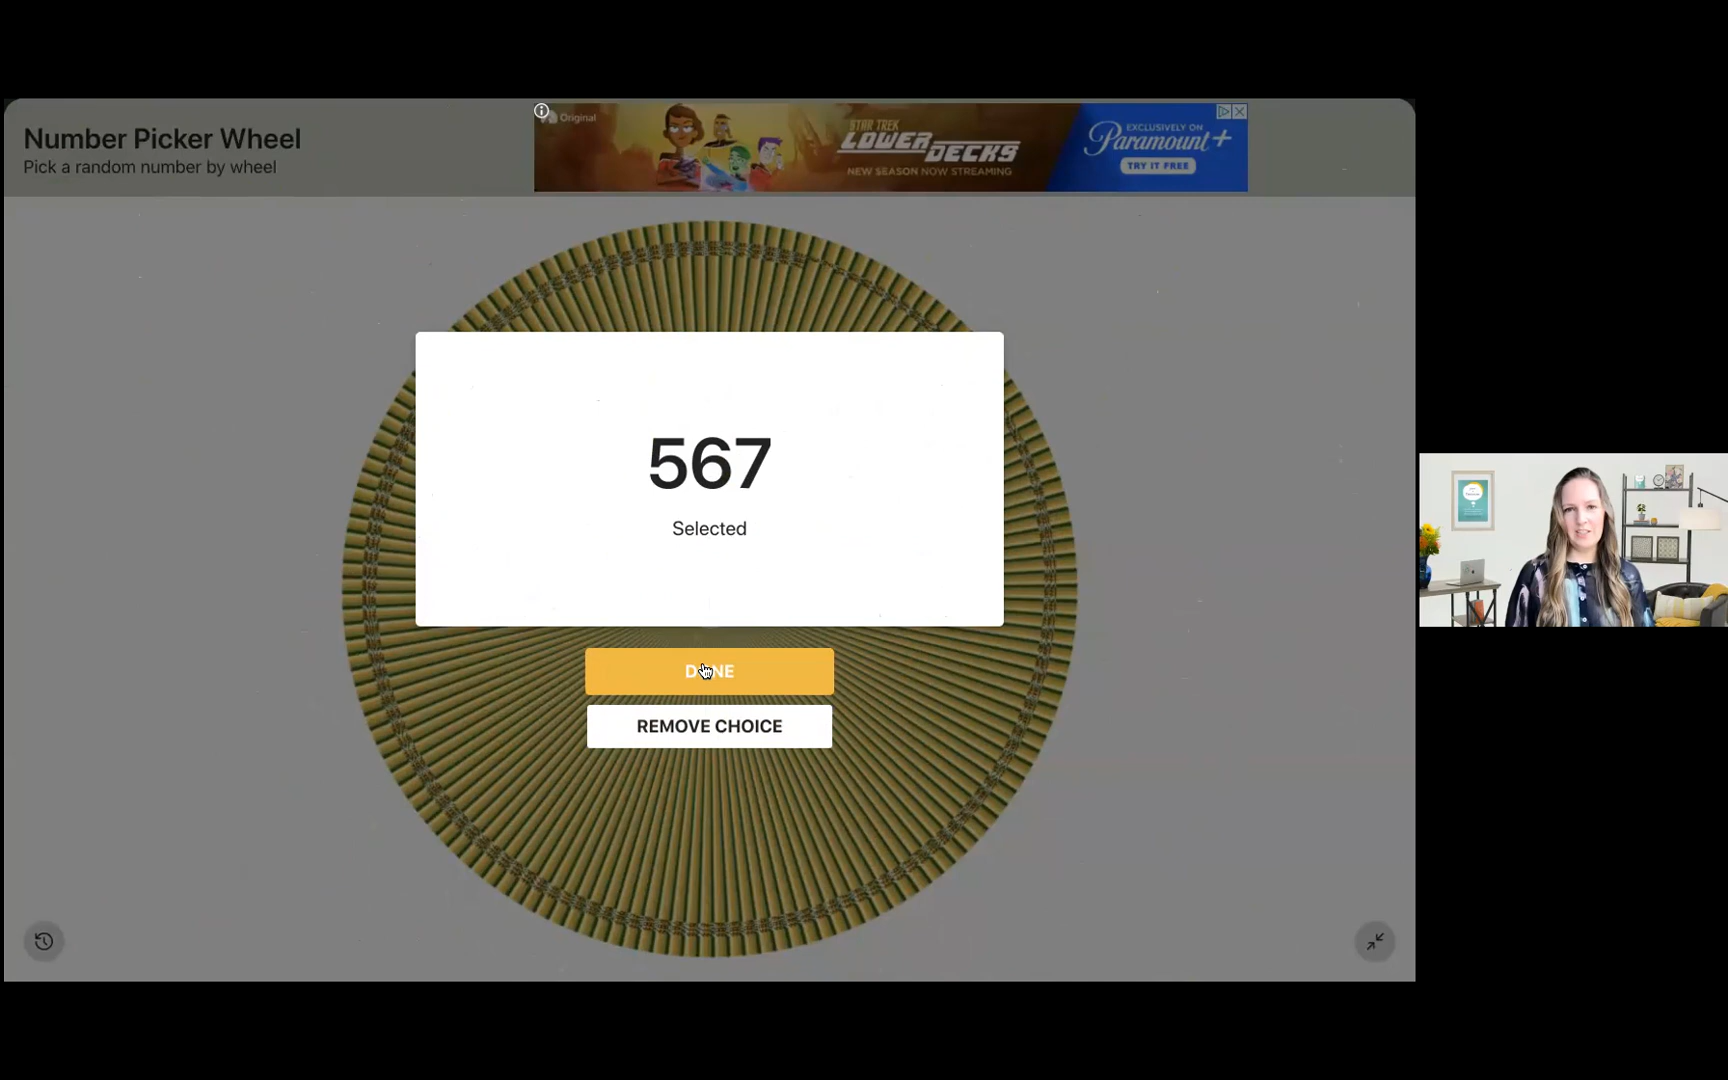 Number Picker Wheel
Pick a random number by wheel
Original
STAR TREK
LOWER DECKS
NEW SEASON NOW STREAMING
EXCLUSIVELY ON
Paramount+
TRY IT FREE
567
Selected
DONE
REMOVE CHOICE